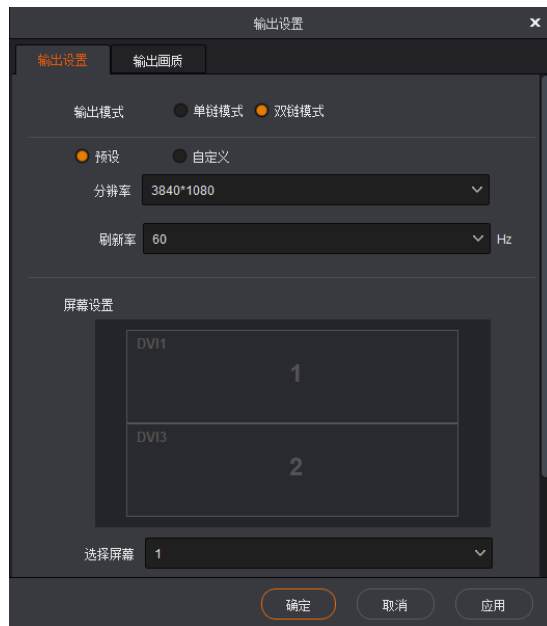 输出设置
输出设置 输出画质
输出模式 单链模式 双链模式
预设 自定义
分辨率 3840*1080
刷新率 60 Hz
屏幕设置
DVI1
1
DVI3
2
选择屏幕 1
确定 取消 应用